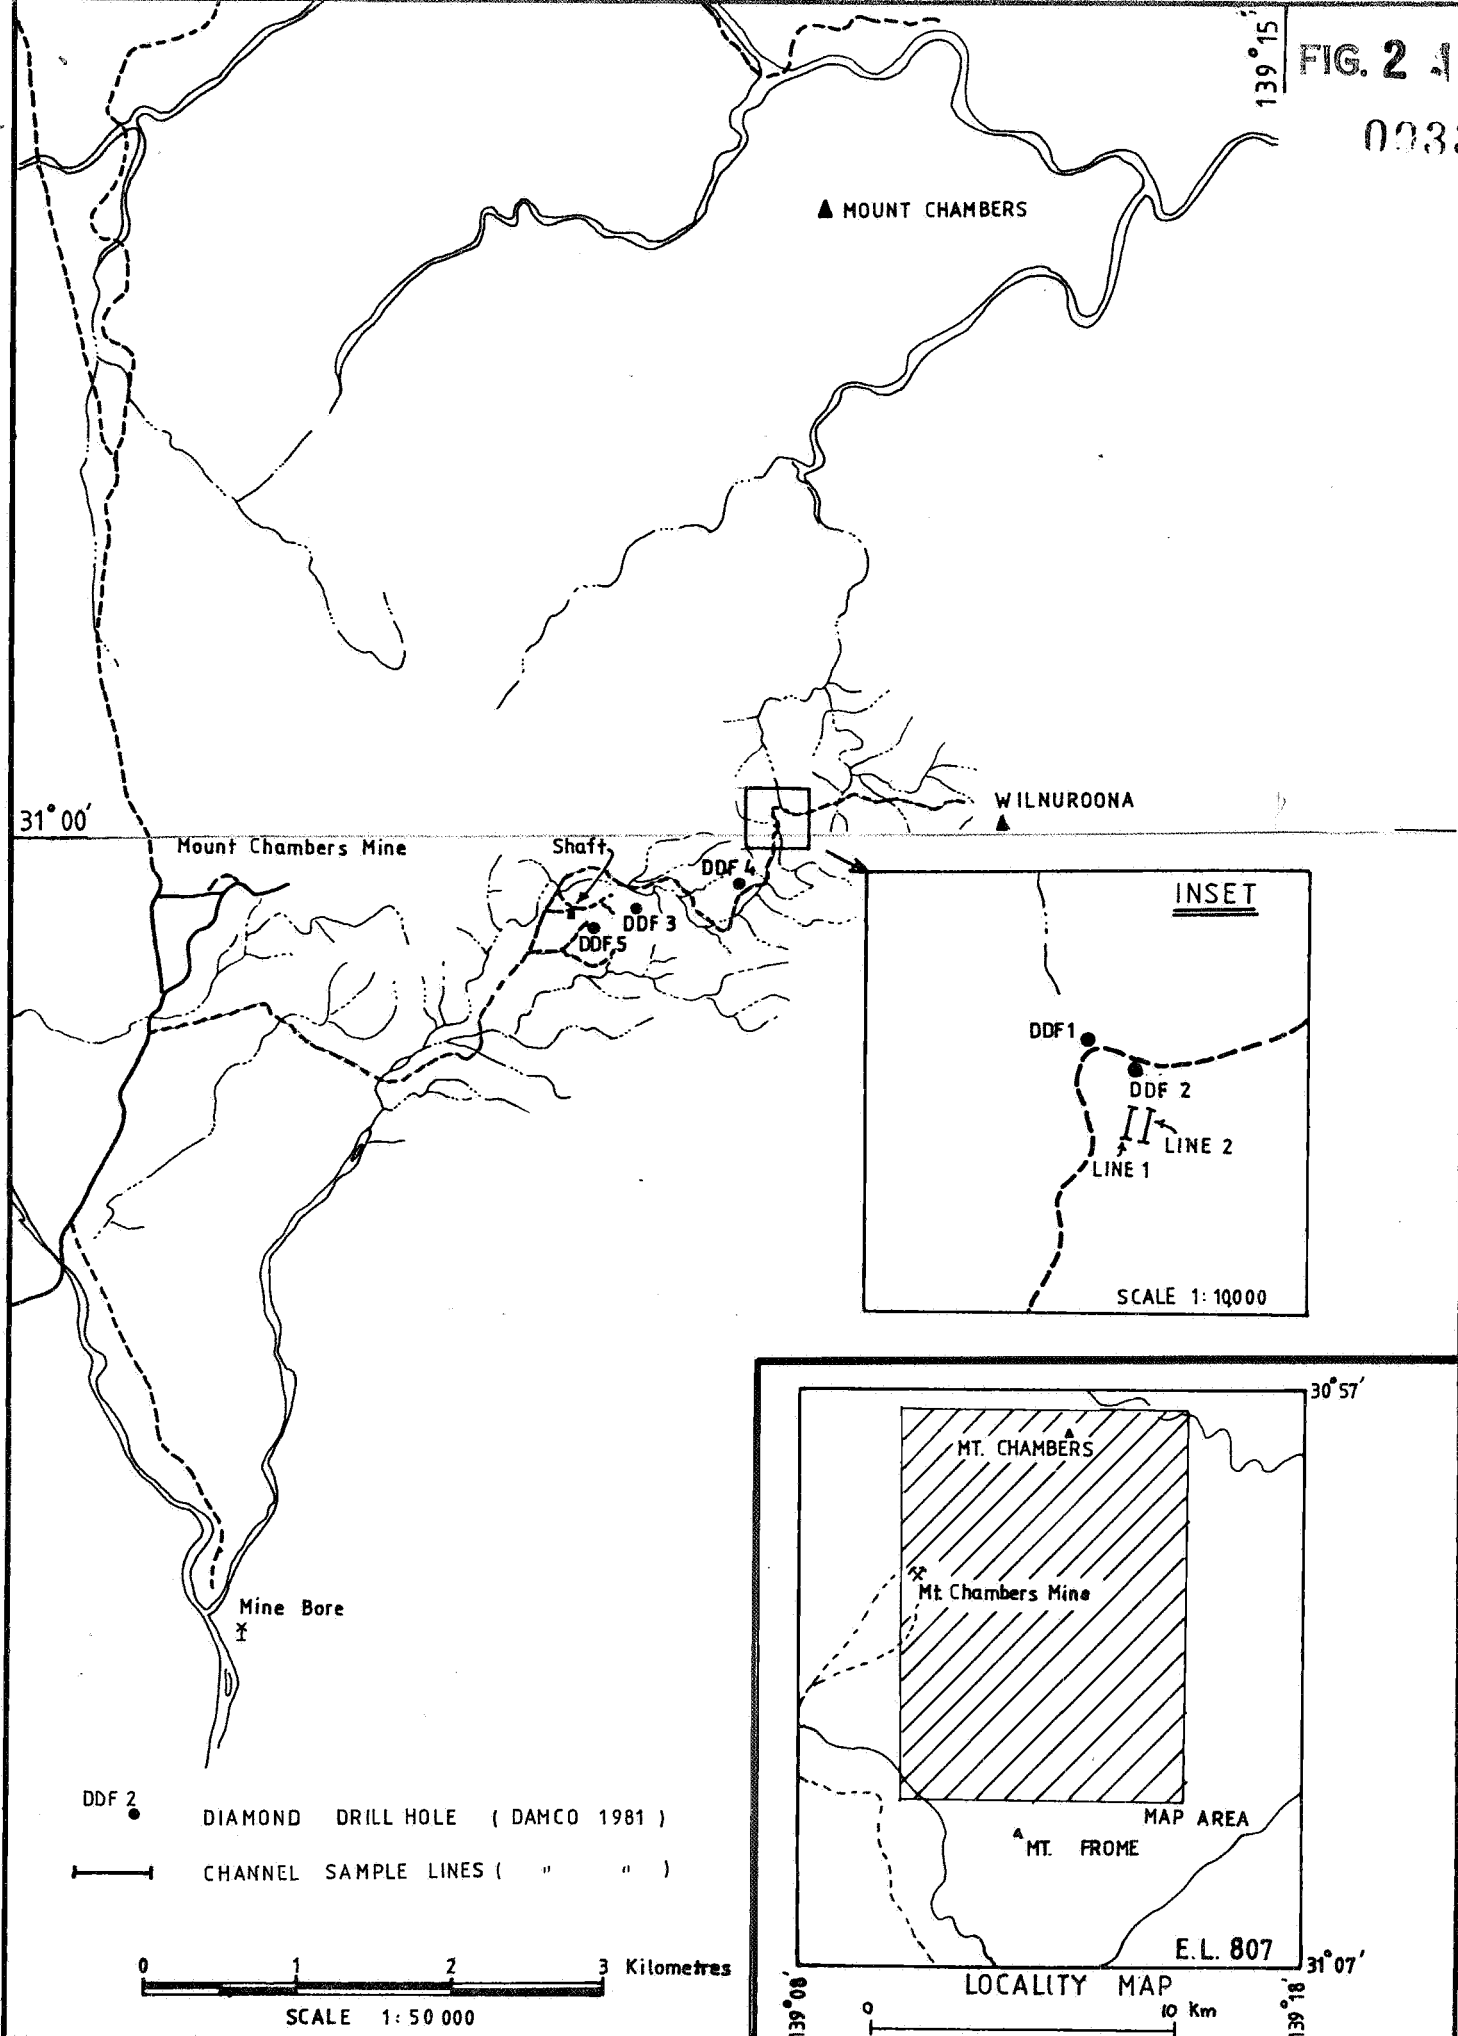 139°15'
FIG. 2
MOUNT CHAMBERS
31°00'
WILNUROONA
Mount Chambers Mine
Shaft
DDF 4
DDF 3
DDF5
INSET
DDF1
DDF 2
LINE 2
LINE 1
SCALE 1:10,000
30°57'
MT. CHAMBERS
Mt Chambers Mine
Mine Bore
MAP AREA
MT. FROME
E.L. 807
31°07'
139°08'
LOCALITY MAP
139°18'
0 10 Km
DDF 2
DIAMOND DRILL HOLE ( DAMCO 1981 )
CHANNEL SAMPLE LINES ( " " )
0 1 2 3 Kilometres
SCALE 1:50 000